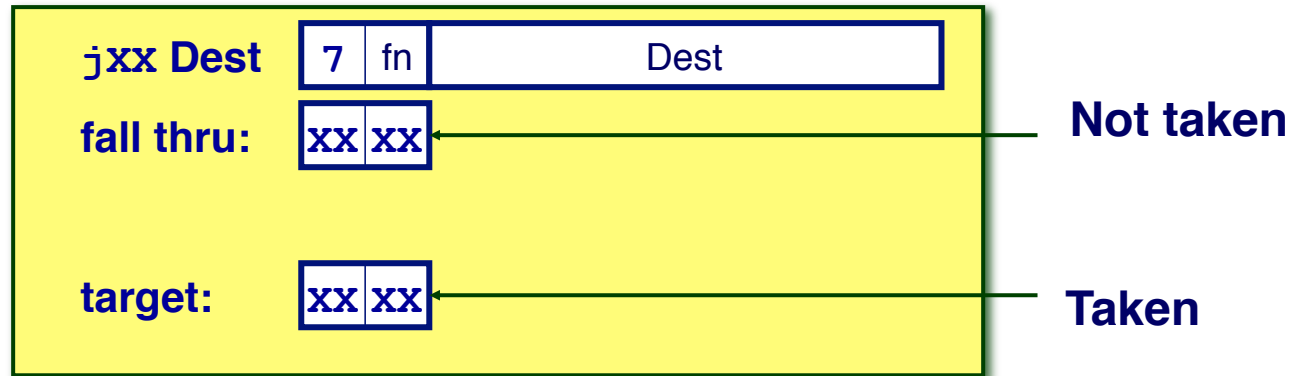 jXX Dest 7 fn Dest
fall thru: XX XX Not taken
target: XX XX Taken